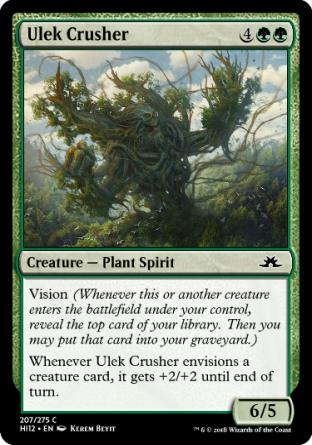 Ulek Crusher 4
Creature — Plant Spirit
Vision (Whenever this or another creature
enters the battlefield under your control,
reveal the top card of your library. Then you
may put that card into your graveyard.)
Whenever Ulek Crusher envisions a
creature card, it gets +2/+2 until end of
turn.
6/5
207/275 C
HI12 • EN Kerem Beyit
™ & © 2018 Wizards of the Coast